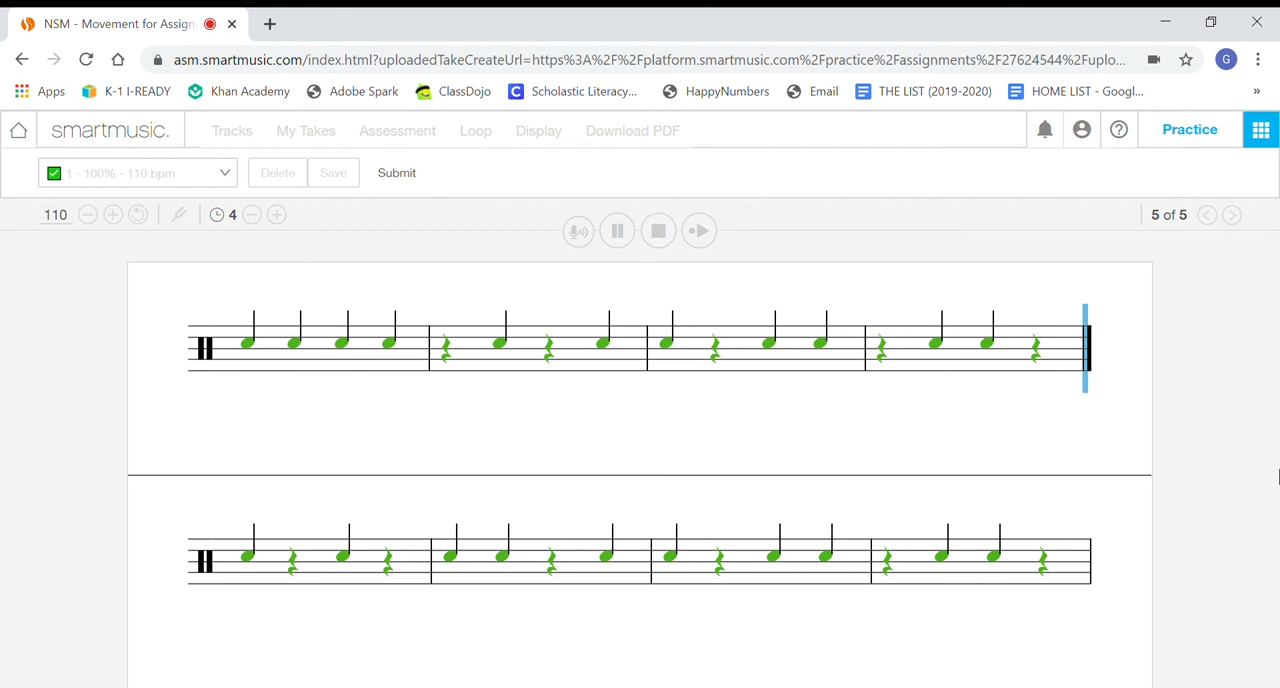 NSM - Movement for Assign
asm.smartmusic.com/index.html?uploadedTakeCreateUrl=https%3A%2F%2Fplatform.smartmusic.com%2Fpractice%2Fassignments%2F27624544%2Fuplo... G
Apps K-1 I-READY Khan Academy Adobe Spark ClassDojo C Scholastic Literacy... HappyNumbers Email THE LIST (2019-2020) HOME LIST - Googl... »
smartmusic. Tracks My Takes Assessment Loop Display Download PDF Practice
1 - 100% - 110 bpm Delete Save Submit
110 4 5 of 5